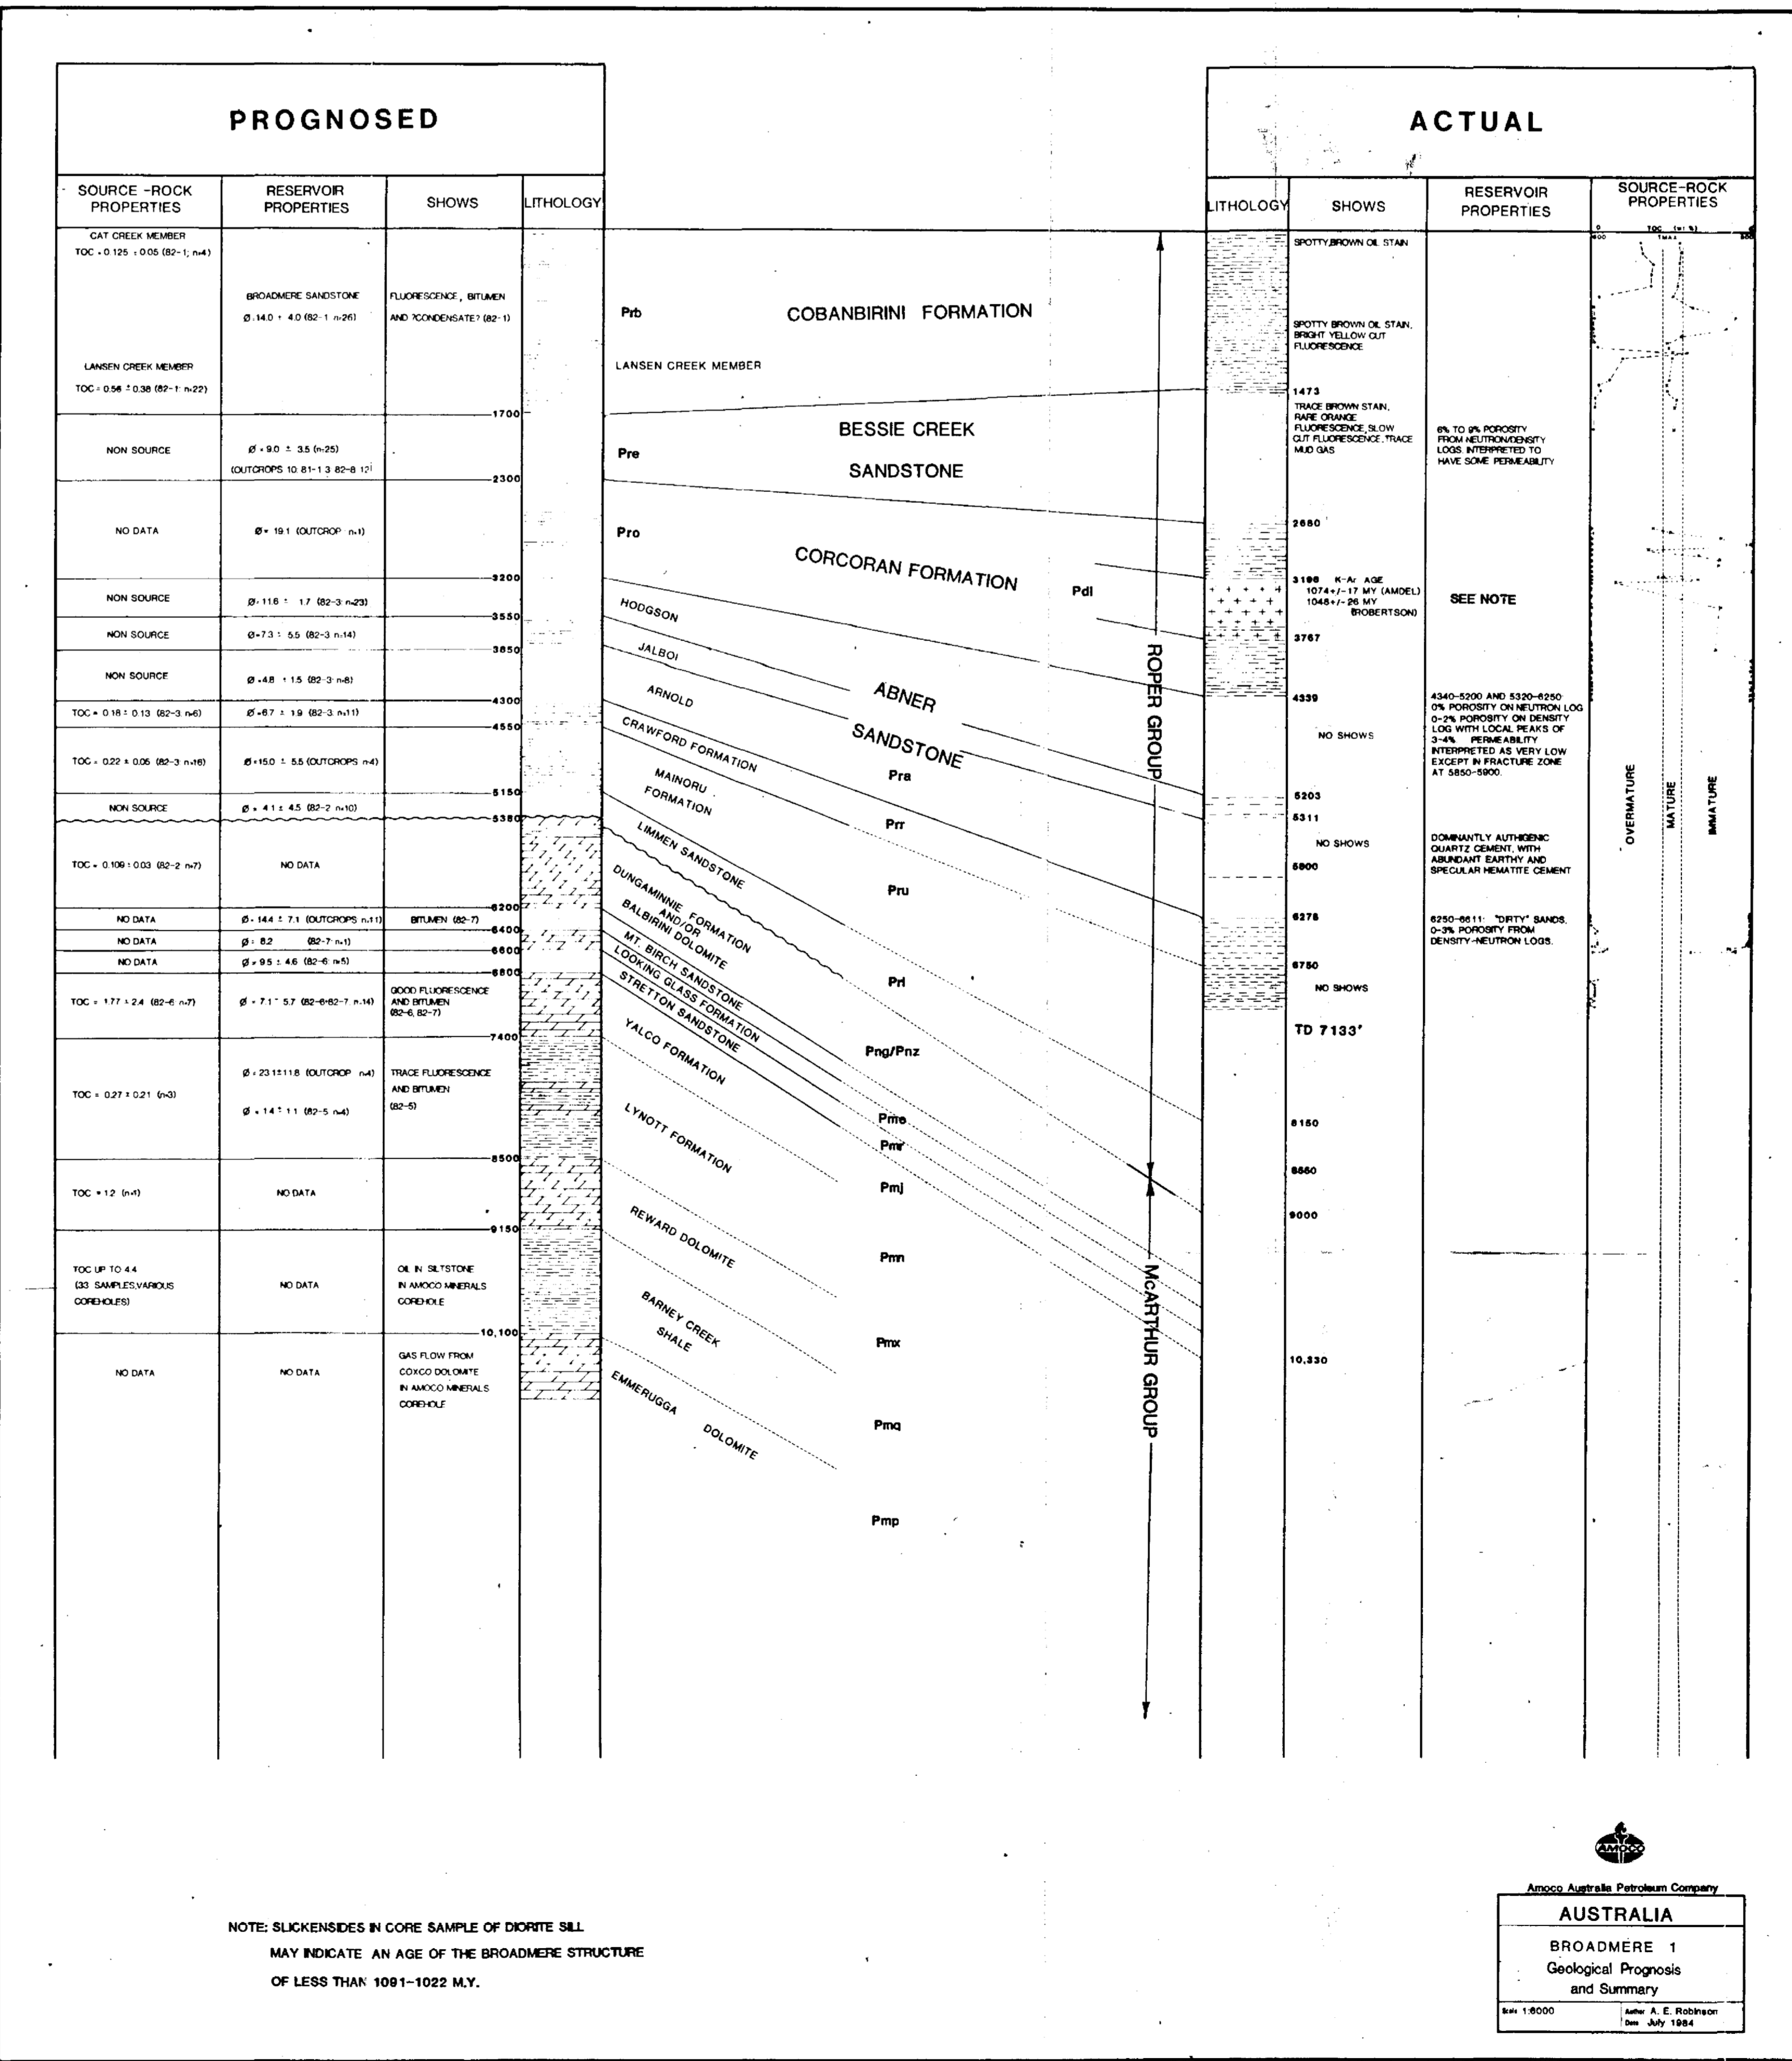 PROGNOSED
SOURCE -ROCK
PROPERTIES
RESERVOIR
PROPERTIES
SHOWS
LITHOLOGY
CAT CREEK MEMBER
TOC = 0.125 ± 0.05 (82-1; n=4)
BROADMERE SANDSTONE
Ø = 14.0 ± 4.0 (82-1 n=26)
FLUORESCENCE, BITUMEN
AND ?CONDENSATE? (82-1)
LANSEN CREEK MEMBER
TOC = 0.56 ± 0.38 (82-1: n=22)
1700
NON SOURCE
Ø = 9.0 ± 3.5 (n=25)
(OUTCROPS 10. 81-1 3 82-8 12)
2300
NO DATA
Ø = 19.1 (OUTCROP n=1)
3200
NON SOURCE
Ø = 11.6 ± 1.7 (82-3 n=23)
3550
NON SOURCE
Ø = 7.3 ± 5.5 (82-3 n=14)
3850
NON SOURCE
Ø = 4.8 ± 1.5 (82-3 n=8)
4300
TOC = 0.18 ± 0.13 (82-3 n=6)
Ø = 6.7 ± 1.9 (82-3 n=11)
4550
TOC = 0.22 ± 0.05 (82-3 n=16)
Ø = 15.0 ± 5.5 (OUTCROPS n=4)
5150
NON SOURCE
Ø = 4.1 ± 4.5 (82-2 n=10)
5380
TOC = 0.109 ± 0.03 (82-2 n=7)
NO DATA
6200
NO DATA
Ø = 14.4 ± 7.1 (OUTCROPS n=11)
BITUMEN (82-7)
6400
NO DATA
Ø = 8.2 (82-7 n=1)
6600
NO DATA
Ø = 9.5 ± 4.6 (82-6 n=5)
6800
TOC = 1.77 ± 2.4 (82-6 n=7)
Ø = 7.1 ± 5.7 (82-6+82-7 n=14)
GOOD FLUORESCENCE
AND BITUMEN
(82-6, 82-7)
7400
TOC = 0.27 ± 0.21 (n=3)
Ø = 23.1±11.8 (OUTCROP n=4)
Ø = 1.4 ± 1.1 (82-5 n=4)
TRACE FLUORESCENCE
AND BITUMEN
(82-5)
8500
TOC = 1.2 (n=1)
NO DATA
9150
TOC UP TO 4.4
(33 SAMPLES,VARIOUS
COREHOLES)
NO DATA
OIL IN SILTSTONE
IN AMOCO MINERALS
COREHOLE
10,100
NO DATA
NO DATA
GAS FLOW FROM
COXCO DOLOMITE
IN AMOCO MINERALS
COREHOLE
Prb
COBANBIRINI FORMATION
LANSEN CREEK MEMBER
BESSIE CREEK
Pre
SANDSTONE
Pro
CORCORAN FORMATION
Pdl
HODGSON
JALBOI
ABNER
ARNOLD
SANDSTONE
Pra
CRAWFORD FORMATION
MAINORU
FORMATION
Prr
LIMMEN SANDSTONE
Pru
DUNGAMINNIE FORMATION
AND/OR
BALBIRINI DOLOMITE
Prl
MT. BIRCH SANDSTONE
LOOKING GLASS FORMATION
STRETTON SANDSTONE
Png/Pnz
YALCO FORMATION
Pmo
Pmr
LYNOTT FORMATION
Pmj
REWARD DOLOMITE
Pmn
BARNEY CREEK
SHALE
Pmx
EMMERUGGA
DOLOMITE
Pmq
Pmp
ROPER GROUP
McARTHUR GROUP
ACTUAL
LITHOLOGY
SHOWS
RESERVOIR
PROPERTIES
SOURCE-ROCK
PROPERTIES
0 TOC (wt %)
400 TMAX 500
SPOTTY BROWN OIL STAIN
SPOTTY BROWN OIL STAIN,
BRIGHT YELLOW CUT
FLUORESCENCE
1473
TRACE BROWN STAIN,
RARE ORANGE
FLUORESCENCE, SLOW
CUT FLUORESCENCE, TRACE
MUD GAS
6% TO 9% POROSITY
FROM NEUTRON/DENSITY
LOGS. INTERPRETED TO
HAVE SOME PERMEABILITY
2680
3196 K-Ar AGE
1074+/-17 MY (AMDEL)
1048+/-26 MY
(ROBERTSON)
SEE NOTE
3767
4339
NO SHOWS
4340-5200 AND 5320-6250
0% POROSITY ON NEUTRON LOG
0-2% POROSITY ON DENSITY
LOG WITH LOCAL PEAKS OF
3-4% PERMEABILITY
INTERPRETED AS VERY LOW
EXCEPT IN FRACTURE ZONE
AT 5850-5900.
5203
5311
NO SHOWS
DOMINANTLY AUTHIGENIC
QUARTZ CEMENT, WITH
ABUNDANT EARTHY AND
SPECULAR HEMATITE CEMENT
5800
6276
6250-6611: "DIRTY" SANDS.
0-3% POROSITY FROM
DENSITY-NEUTRON LOGS.
6750
NO SHOWS
TD 7133'
8150
8660
9000
10,330
OVERMATURE
MATURE
IMMATURE
NOTE: SLICKENSIDES IN CORE SAMPLE OF DIORITE SILL
MAY INDICATE AN AGE OF THE BROADMERE STRUCTURE
OF LESS THAN 1091-1022 M.Y.
AMOCO
Amoco Australia Petroleum Company
AUSTRALIA
BROADMERE 1
Geological Prognosis
and Summary
Scale 1:6000
Author A. E. Robinson
Date July 1984